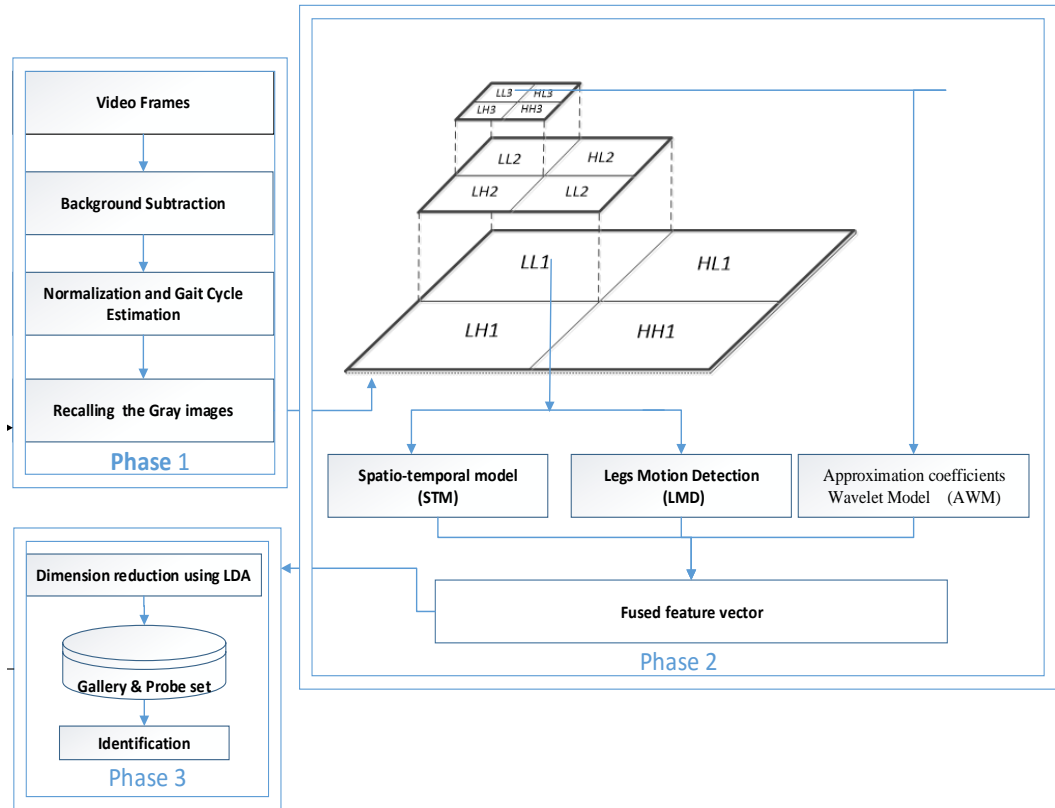 Video Frames
Background Subtraction
Normalization and Gait Cycle
Estimation
Recalling the Gray images
Phase 1
LL3 HL3
LH3 HH3
LL2 HL2
LH2 LL2
LL1 HL1
LH1 HH1
Spatio-temporal model
(STM)
Legs Motion Detection
(LMD)
Approximation coefficients
Wavelet Model (AWM)
Fused feature vector
Phase 2
Dimension reduction using LDA
Gallery & Probe set
Identification
Phase 3